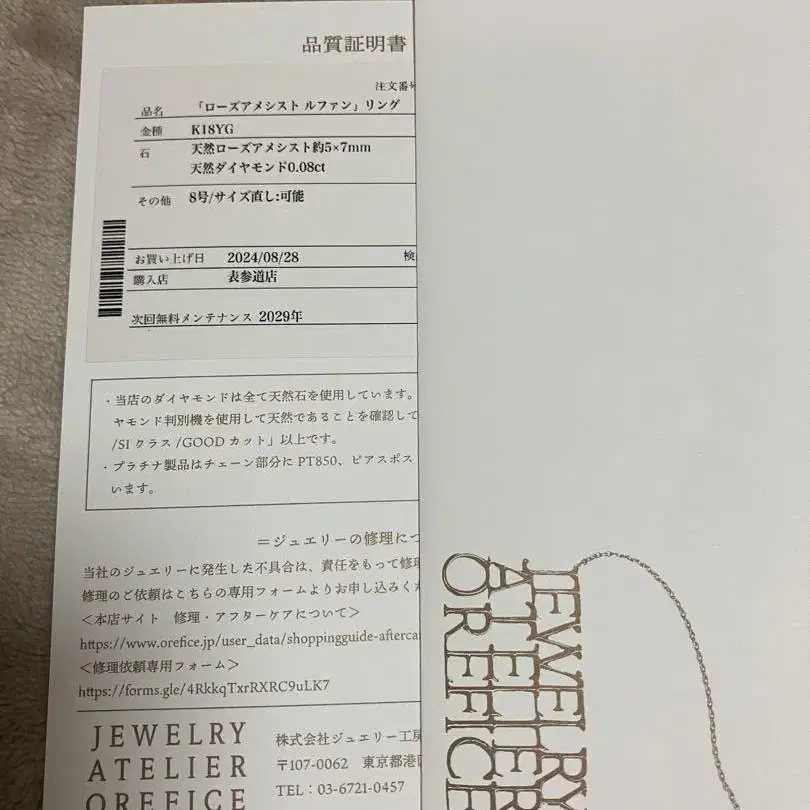 品質証明書
注文番号
品名 「ローズアメシスト ルファン」リング
金種 K18YG
石 天然ローズアメシスト約5×7mm
天然ダイヤモンド0.08ct
その他 8号/サイズ直し:可能
お買い上げ日 2024/08/28 検
購入店 表参道店
次回無料メンテナンス 2029年
・当店のダイヤモンドは全て天然石を使用しています。
ヤモンド判別機を使用して天然であることを確認して
/SIクラス/GOODカット」以上です。
・プラチナ製品はチェーン部分にPT850、ピアスポス
います。
=ジュエリーの修理につ
当社のジュエリーに発生した不具合は、責任をもって修理
修理のご依頼はこちらの専用フォームよりお申し込みくだ
<本店サイト 修理・アフターケアについて>
https://www.orefice.jp/user_data/shoppingguide-afterca
<修理依頼専用フォーム>
https://forms.gle/4RkkqTxrRXRC9uLK7
JEWELRY
ATELIER
OREFICE
株式会社ジュエリー工房
〒107-0062 東京都港区
TEL:03-6721-0457
JEWELRY
ATELIER
OREFICE